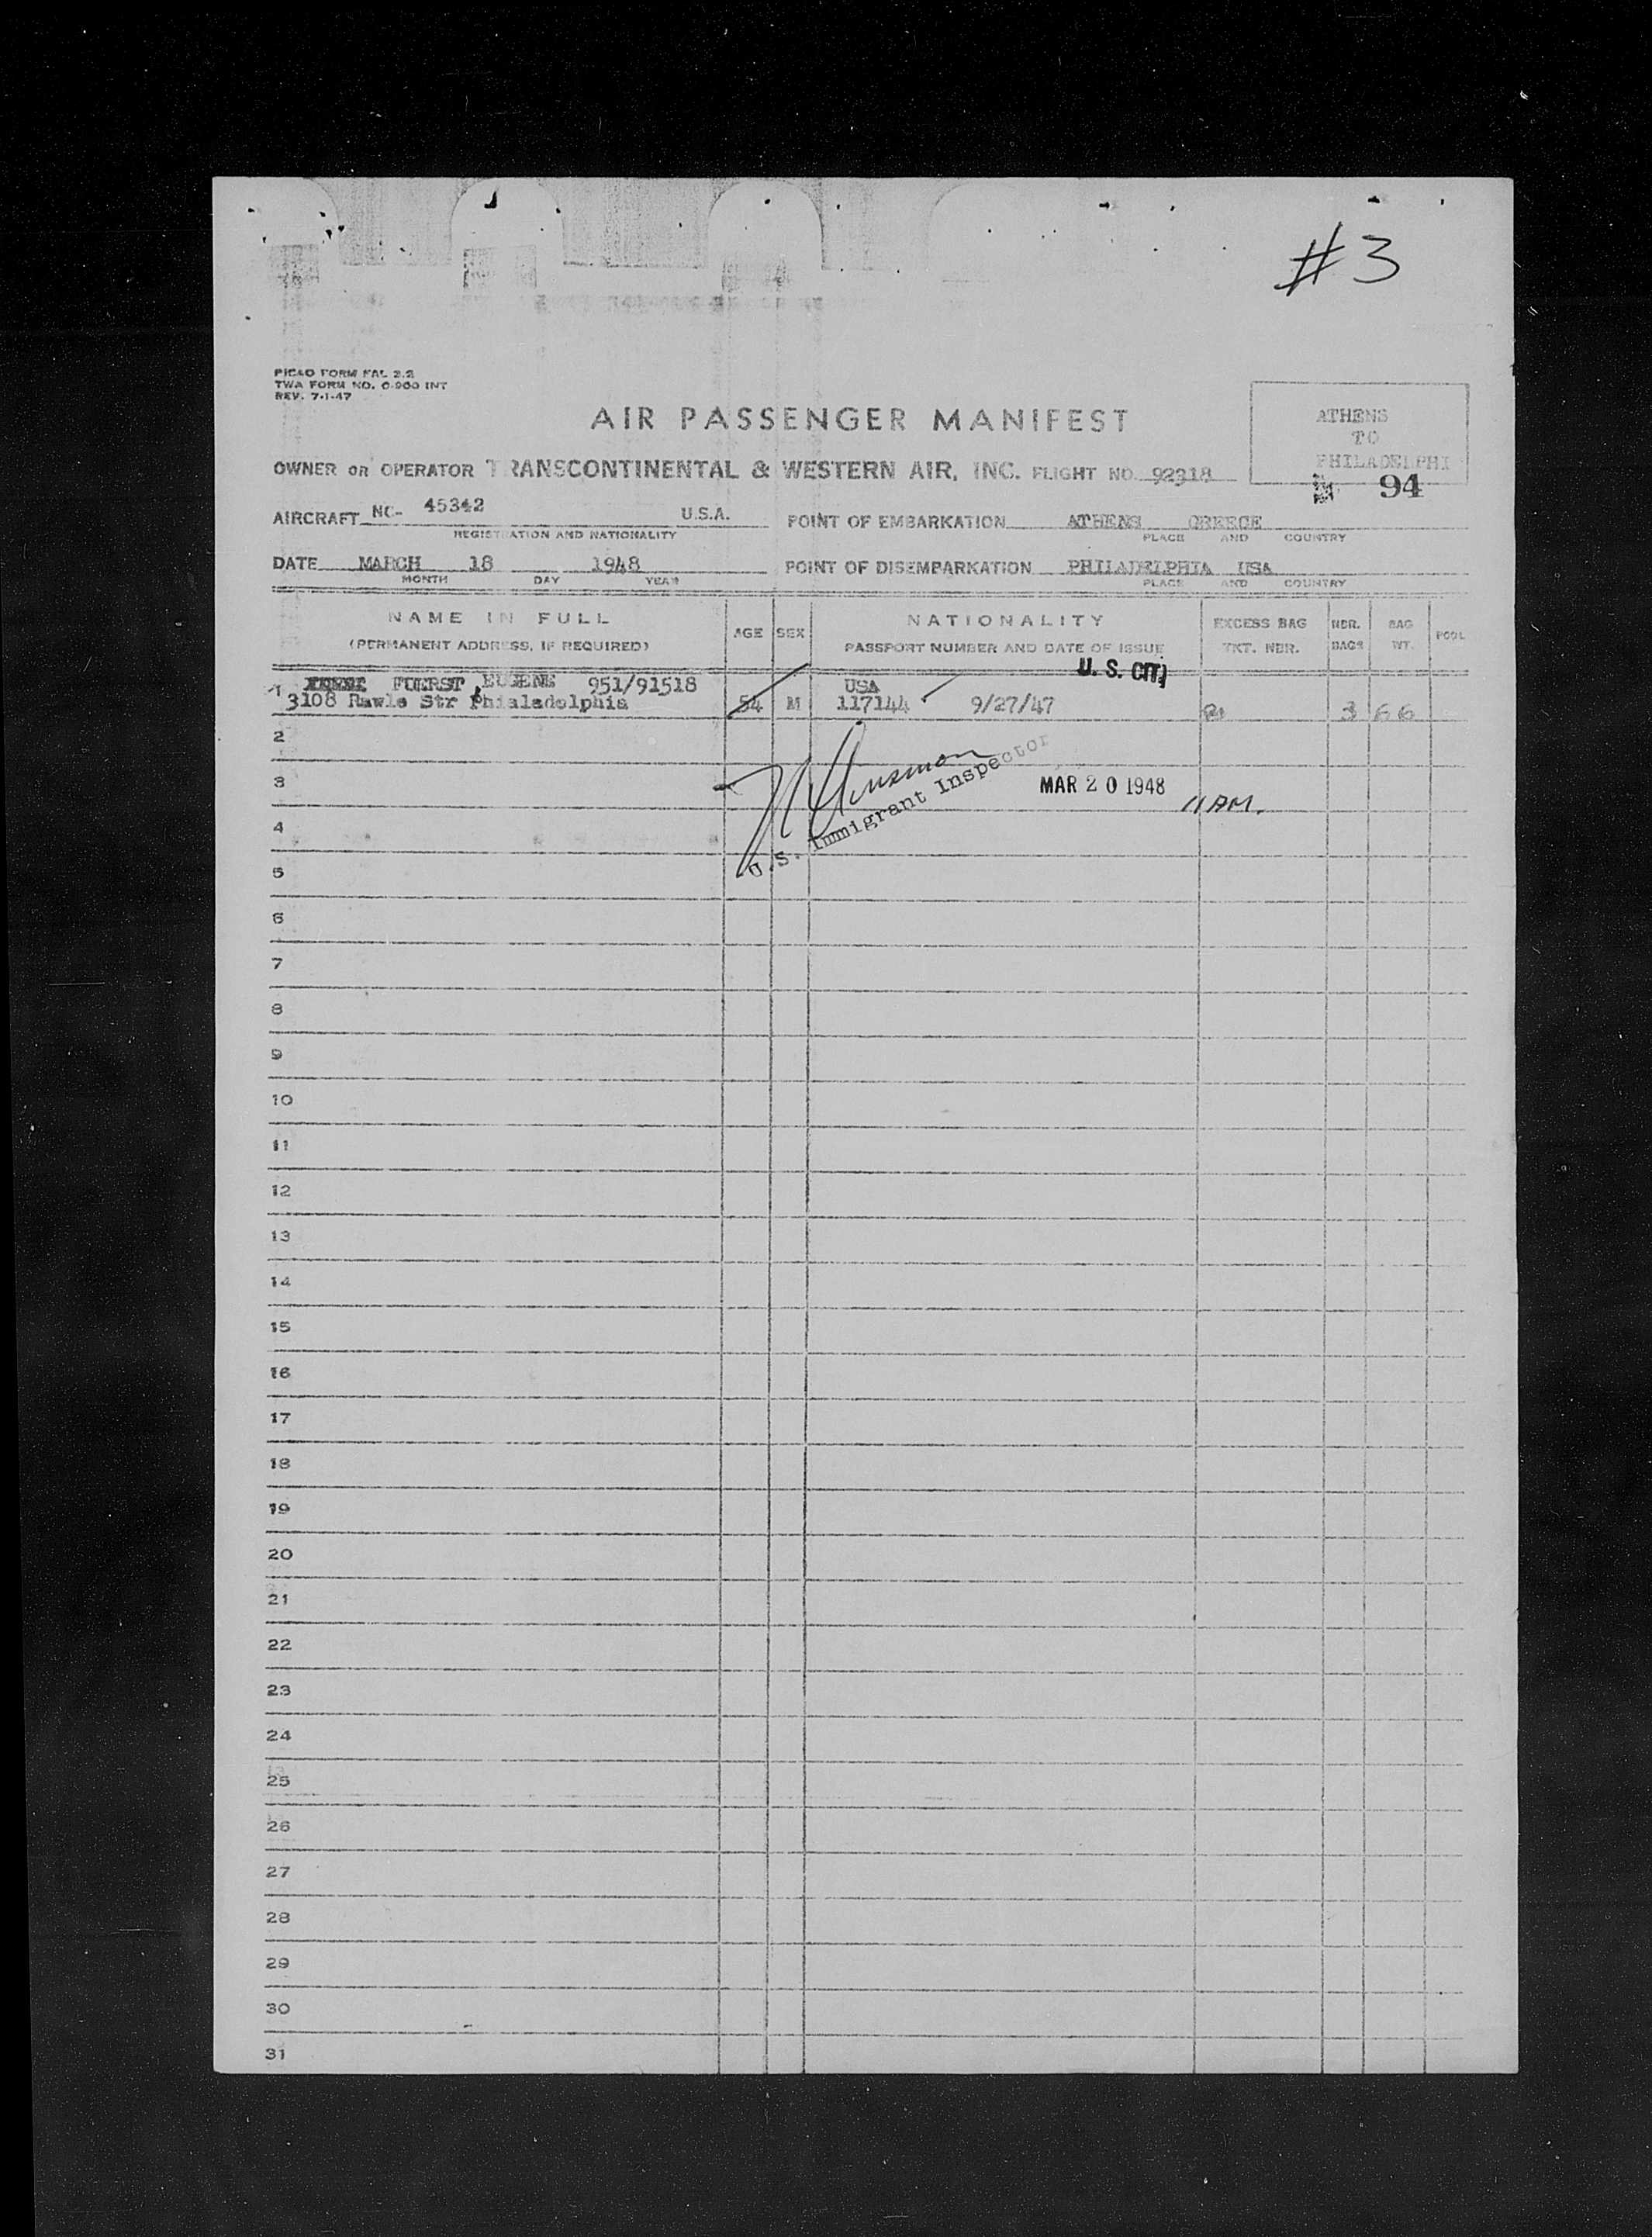 #3
PICAO FORM FAL 2.2
TWA FORM NO. O-900 INT
REV. 7-1-47
AIR PASSENGER MANIFEST
ATHENS
TO
PHILADELPHI
94
OWNER OR OPERATOR TRANSCONTINENTAL & WESTERN AIR, INC. FLIGHT NO. 92318
AIRCRAFT NC- 45342 U.S.A. POINT OF EMBARKATION ATHENS GREECE
REGISTRATION AND NATIONALITY PLACE AND COUNTRY
DATE MARCH 18 1948 POINT OF DISEMBARKATION PHILADELPHIA USA
MONTH DAY YEAR PLACE AND COUNTRY
NAME IN FULL AGE SEX NATIONALITY EXCESS BAG NBR. BAG POOL
(PERMANENT ADDRESS, IF REQUIRED) PASSPORT NUMBER AND DATE OF ISSUE TKT. NBR. BAGS WT.
U. S. CIT.
1 FUERST, EUGENE 951/91518 USA
3108 Rawle Str Phialadelphia 54 M 117144 9/27/47 3 66
2
3 MAR 20 1948 11 AM.
U.S. Immigrant Inspector
4
5
6
7
8
9
10
11
12
13
14
15
16
17
18
19
20
21
22
23
24
25
26
27
28
29
30
31